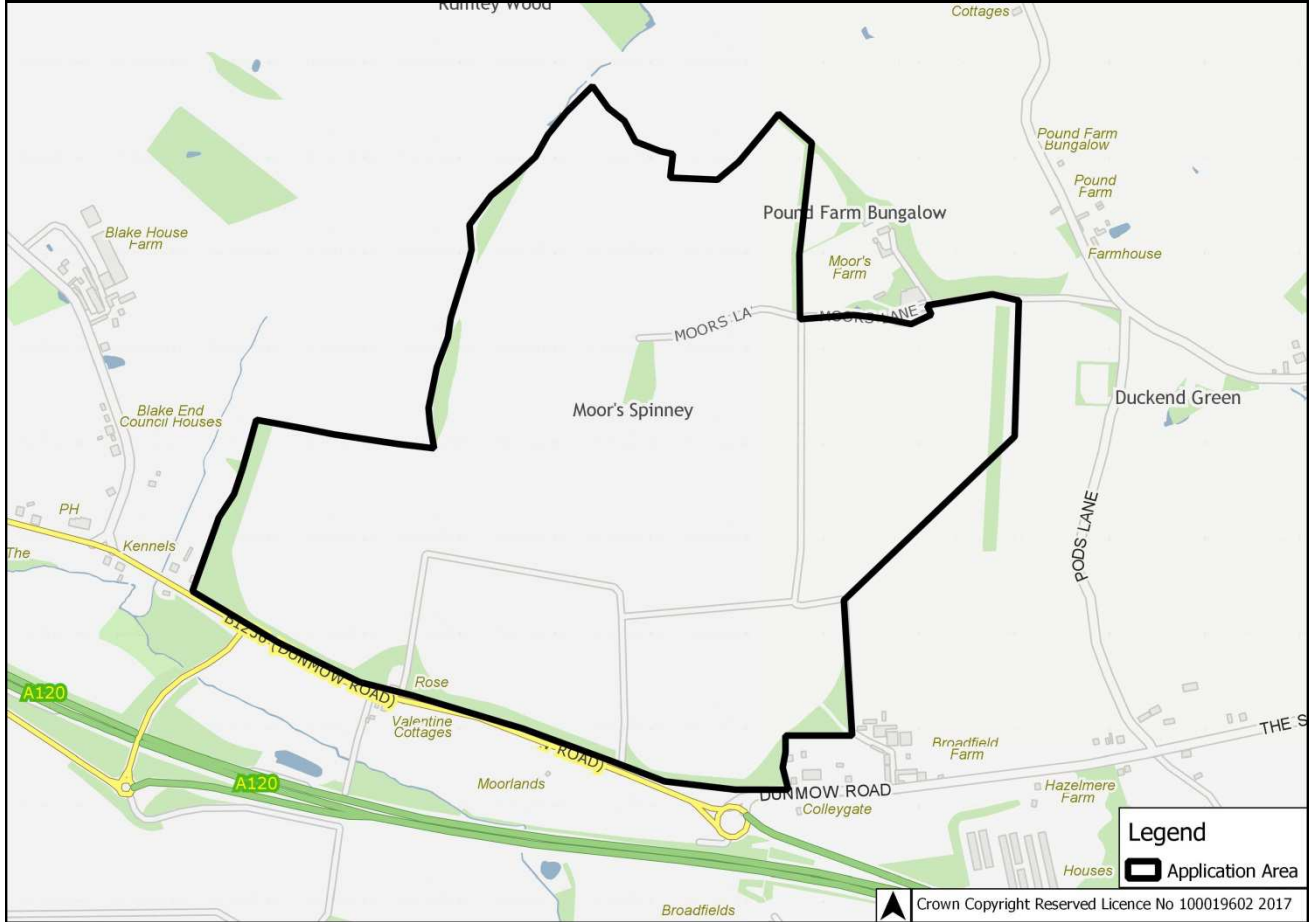 Rumley Wood
Cottages
Pound Farm
Bungalow
Pound
Farm
Pound Farm Bungalow
Blake House
Farm
Moor's
Farm
Farmhouse
MOORS LA
MOORS LANE
Duckend Green
Moor's Spinney
Blake End
Council Houses
PH
Kennels
The
PODS LANE
B1256 (DUNMOW ROAD)
Rose
A120
Valentine
Cottages
THE S
ROAD)
Broadfield
Farm
A120
Moorlands
DUNMOW ROAD
Colleygate
Hazelmere
Farm
Legend
Application Area
Houses
Broadfields
Crown Copyright Reserved Licence No 100019602 2017